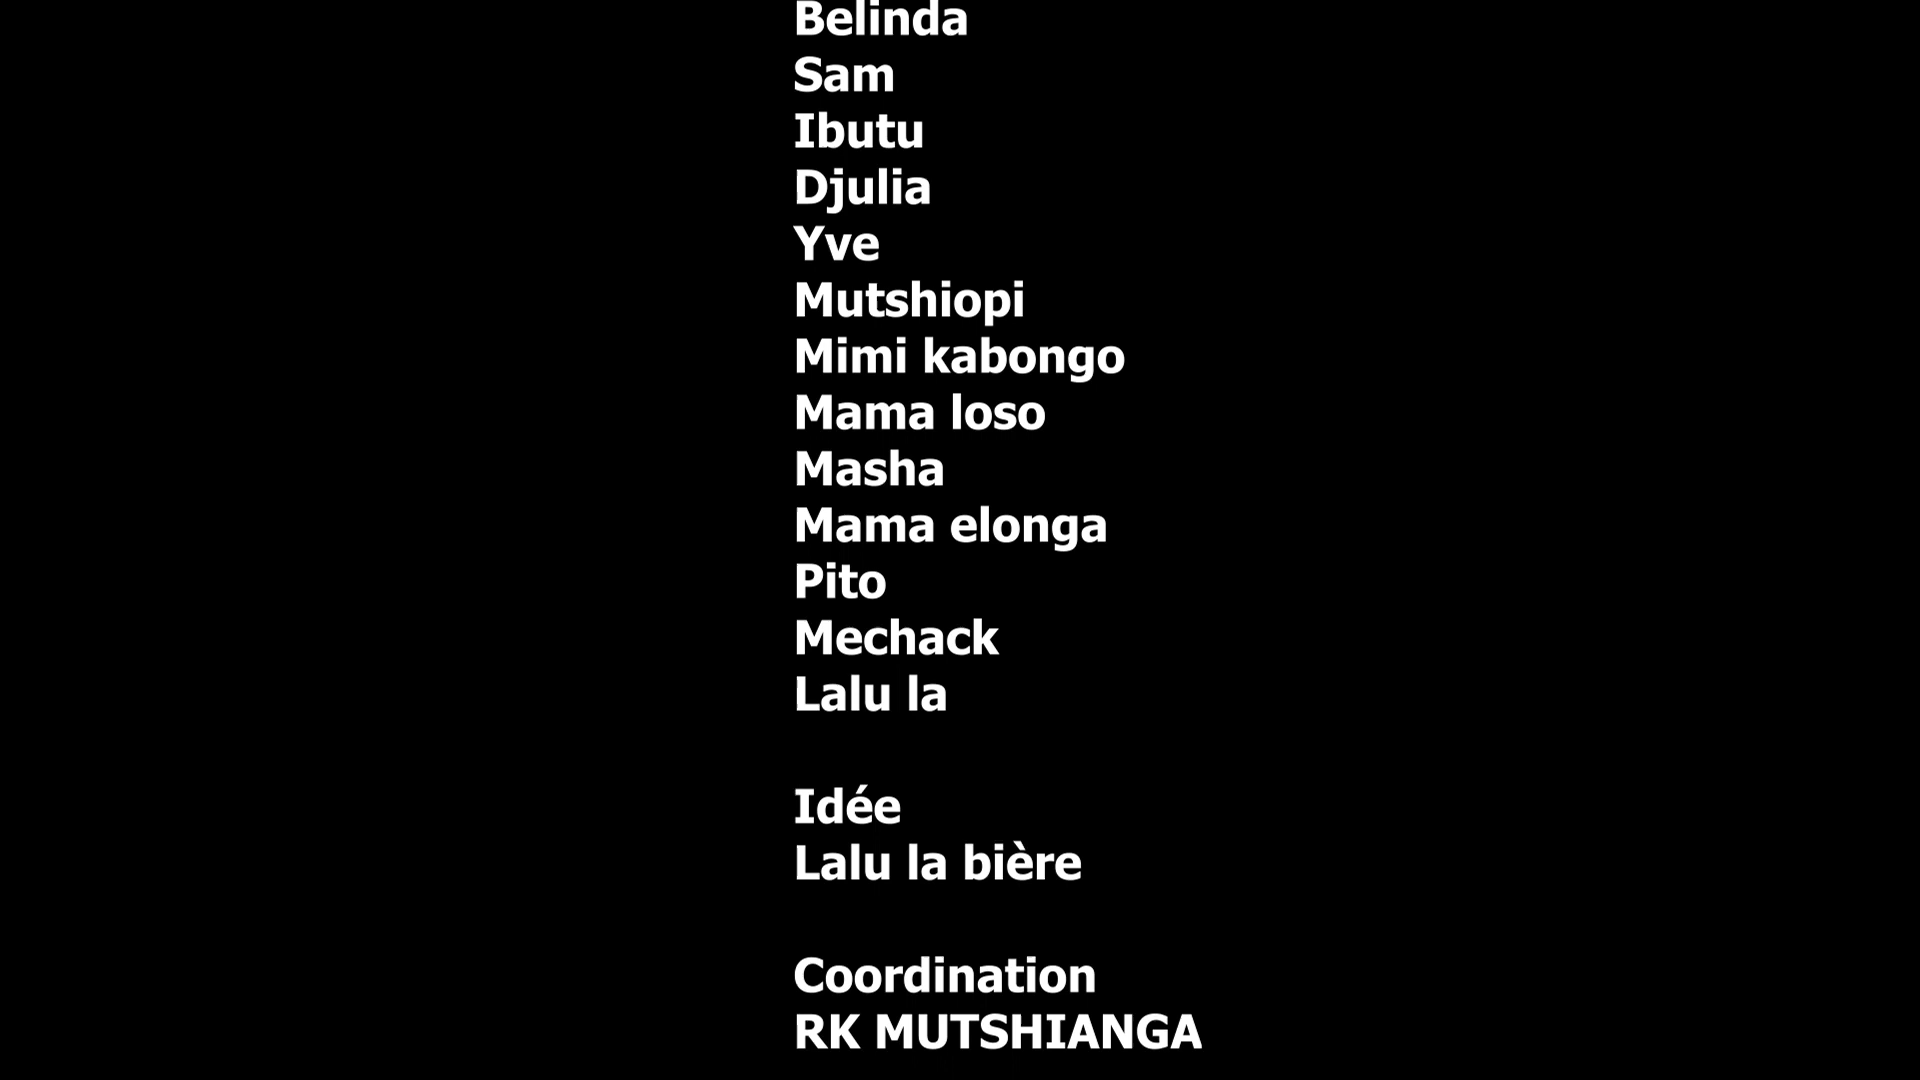 Belinda
Sam
Ibutu
Djulia
Yve
Mutshiopi
Mimi kabongo
Mama loso
Masha
Mama elonga
Pito
Mechack
Lalu la
Idée
Lalu la bière
Coordination
RK MUTSHIANGA